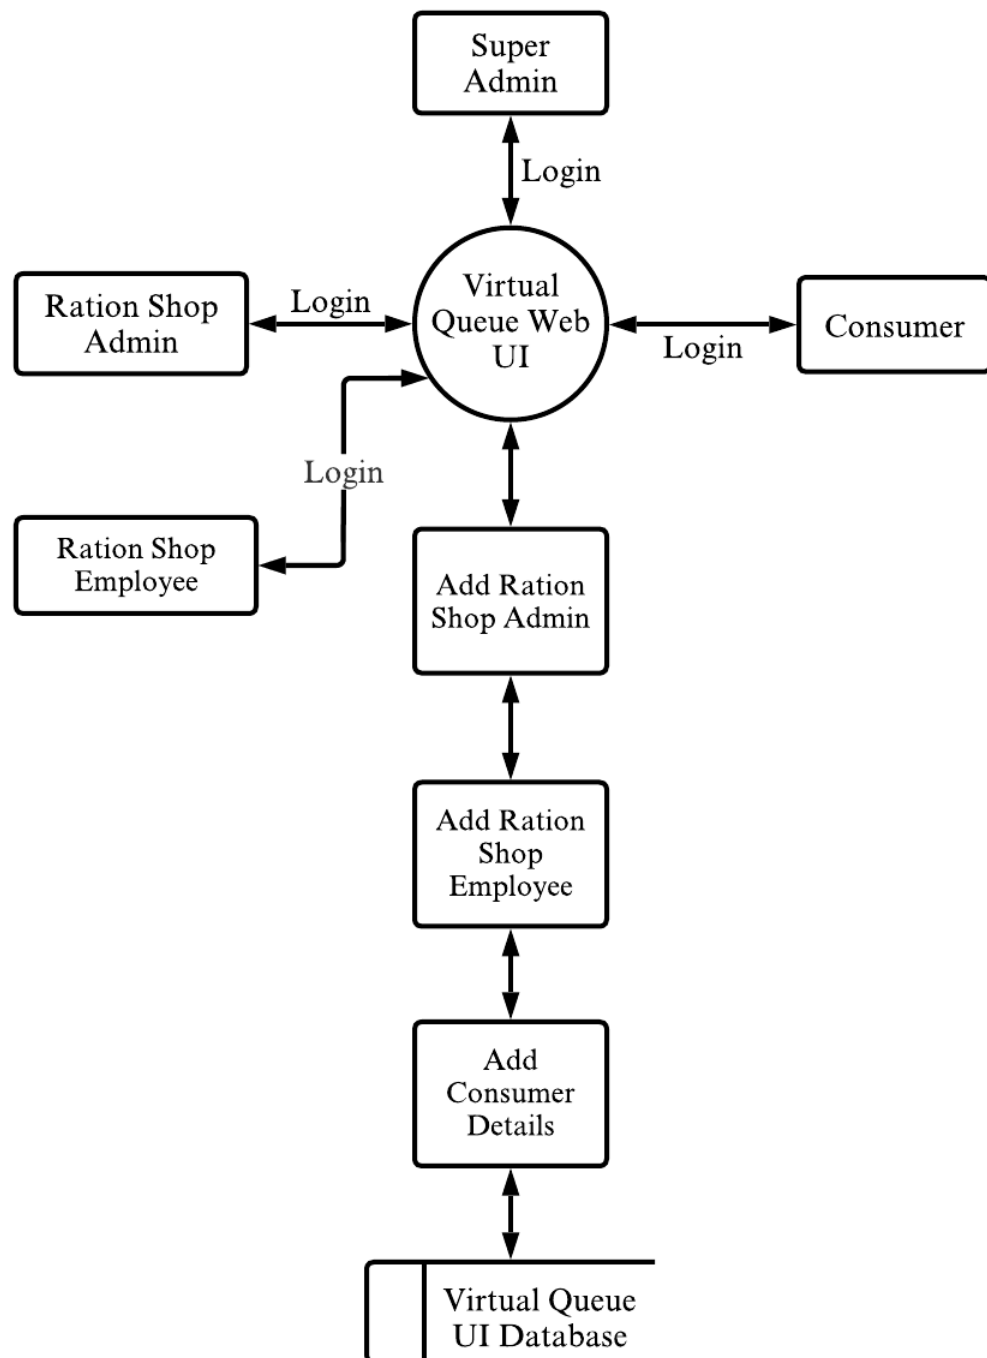 Super
Admin
Login
Virtual
Queue Web
UI
Ration Shop
Admin
Login
Consumer
Login
Login
Ration Shop
Employee
Add Ration
Shop Admin
Add Ration
Shop
Employee
Add
Consumer
Details
Virtual Queue
UI Database